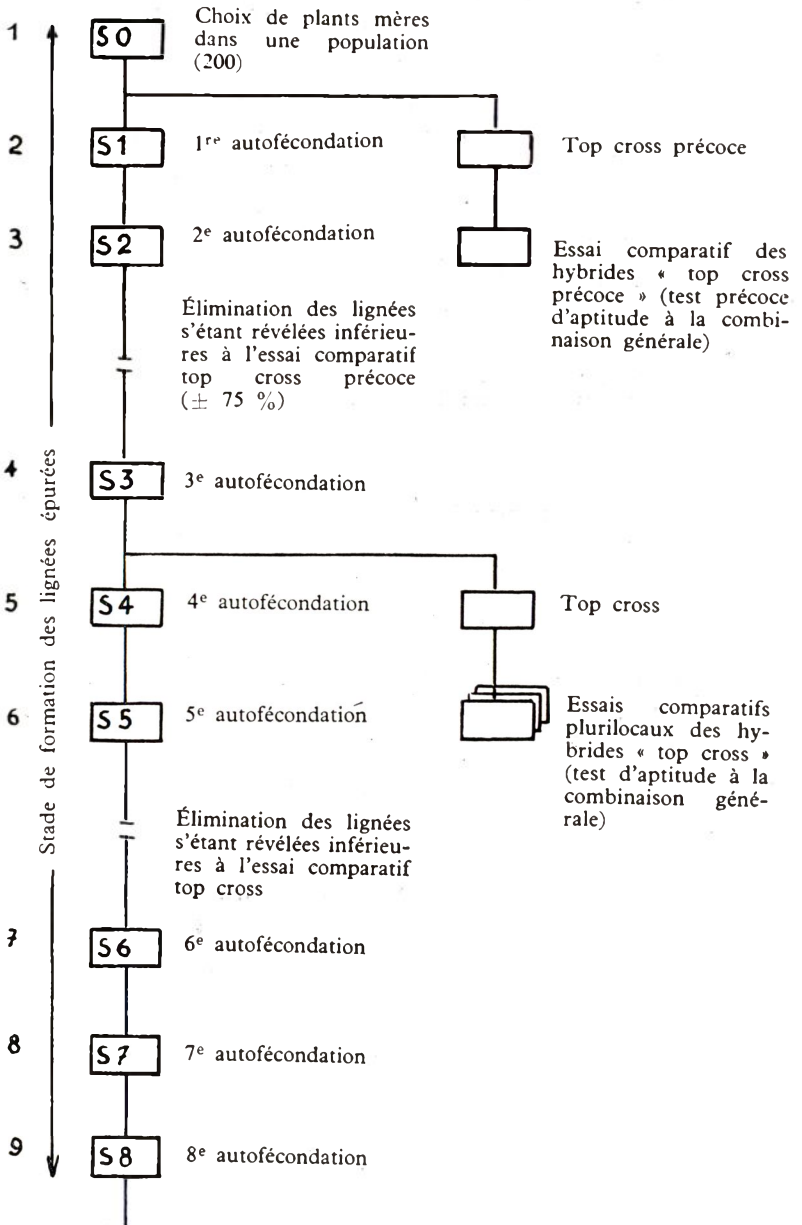 1
S0
Choix de plants mères
dans une population
(200)
2
S1
1re autofécondation
Top cross précoce
3
S2
2e autofécondation
Essai comparatif des
hybrides « top cross
précoce » (test précoce
d'aptitude à la combi-
naison générale)
Élimination des lignées
s'étant révélées inférieu-
res à l'essai comparatif
top cross précoce
(± 75 %)
Stade de formation des lignées épurées
4
S3
3e autofécondation
5
S4
4e autofécondation
Top cross
6
S5
5e autofécondation
Essais comparatifs
plurilocaux des hy-
brides « top cross »
(test d'aptitude à la
combinaison géné-
rale)
Élimination des lignées
s'étant révélées inférieu-
res à l'essai comparatif
top cross
7
S6
6e autofécondation
8
S7
7e autofécondation
9
S8
8e autofécondation